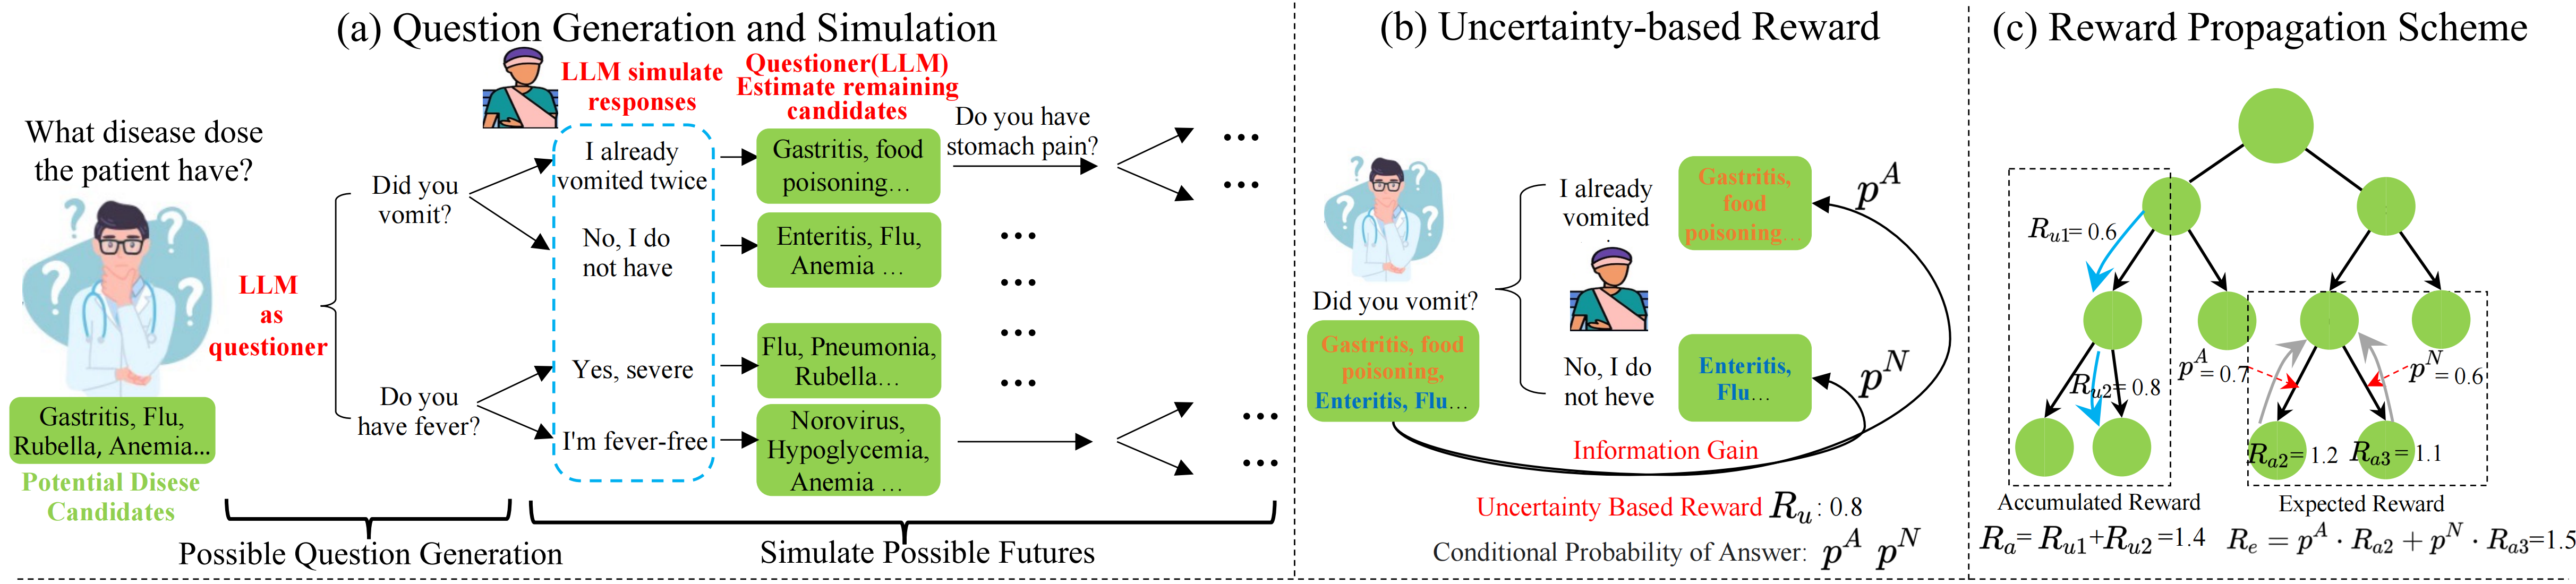 (a) Question Generation and Simulation
What disease dose
the patient have?
Gastritis, Flu,
Rubella, Anemia...
Potential Disese
Candidates
LLM
as
questioner
Did you
vomit?
Do you
have fever?
LLM simulate
responses
I already
vomited twice
No, I do
not have
Yes, severe
I'm fever-free
Questioner(LLM)
Estimate remaining
candidates
Gastritis, food
poisoning...
Enteritis, Flu,
Anemia ...
Flu, Pneumonia,
Rubella...
Norovirus,
Hypoglycemia,
Anemia ...
Do you have
stomach pain?
...
...
...
...
...
...
...
...
Possible Question Generation
Simulate Possible Futures
(b) Uncertainty-based Reward
Did you vomit?
Gastritis, food
poisoning,
Enteritis, Flu...
I already
vomited
No, I do
not heve
Gastritis,
food
poisoning...
Enteritis,
Flu...
p^A
p^N
Information Gain
Uncertainty Based Reward R_u : 0.8
Conditional Probability of Answer: p^A p^N
(c) Reward Propagation Scheme
R_{u1}= 0.6
R_{u2}= 0.8
p^A = 0.7
p^N = 0.6
R_{a2}= 1.2
R_{a3}= 1.1
Accumulated Reward
R_a= R_{u1}+R_{u2} =1.4
Expected Reward
R_e = p^A · R_{a2} + p^N · R_{a3}=1.5